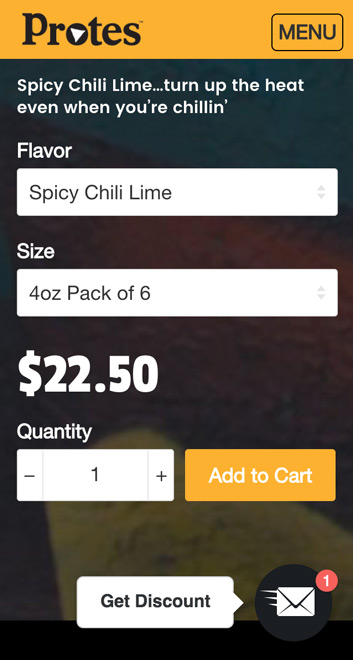 Protes™
MENU
Spicy Chili Lime...turn up the heat
even when you're chillin'
Flavor
Spicy Chili Lime
Size
4oz Pack of 6
$22.50
Quantity
− 1 +
Add to Cart
Get Discount
1